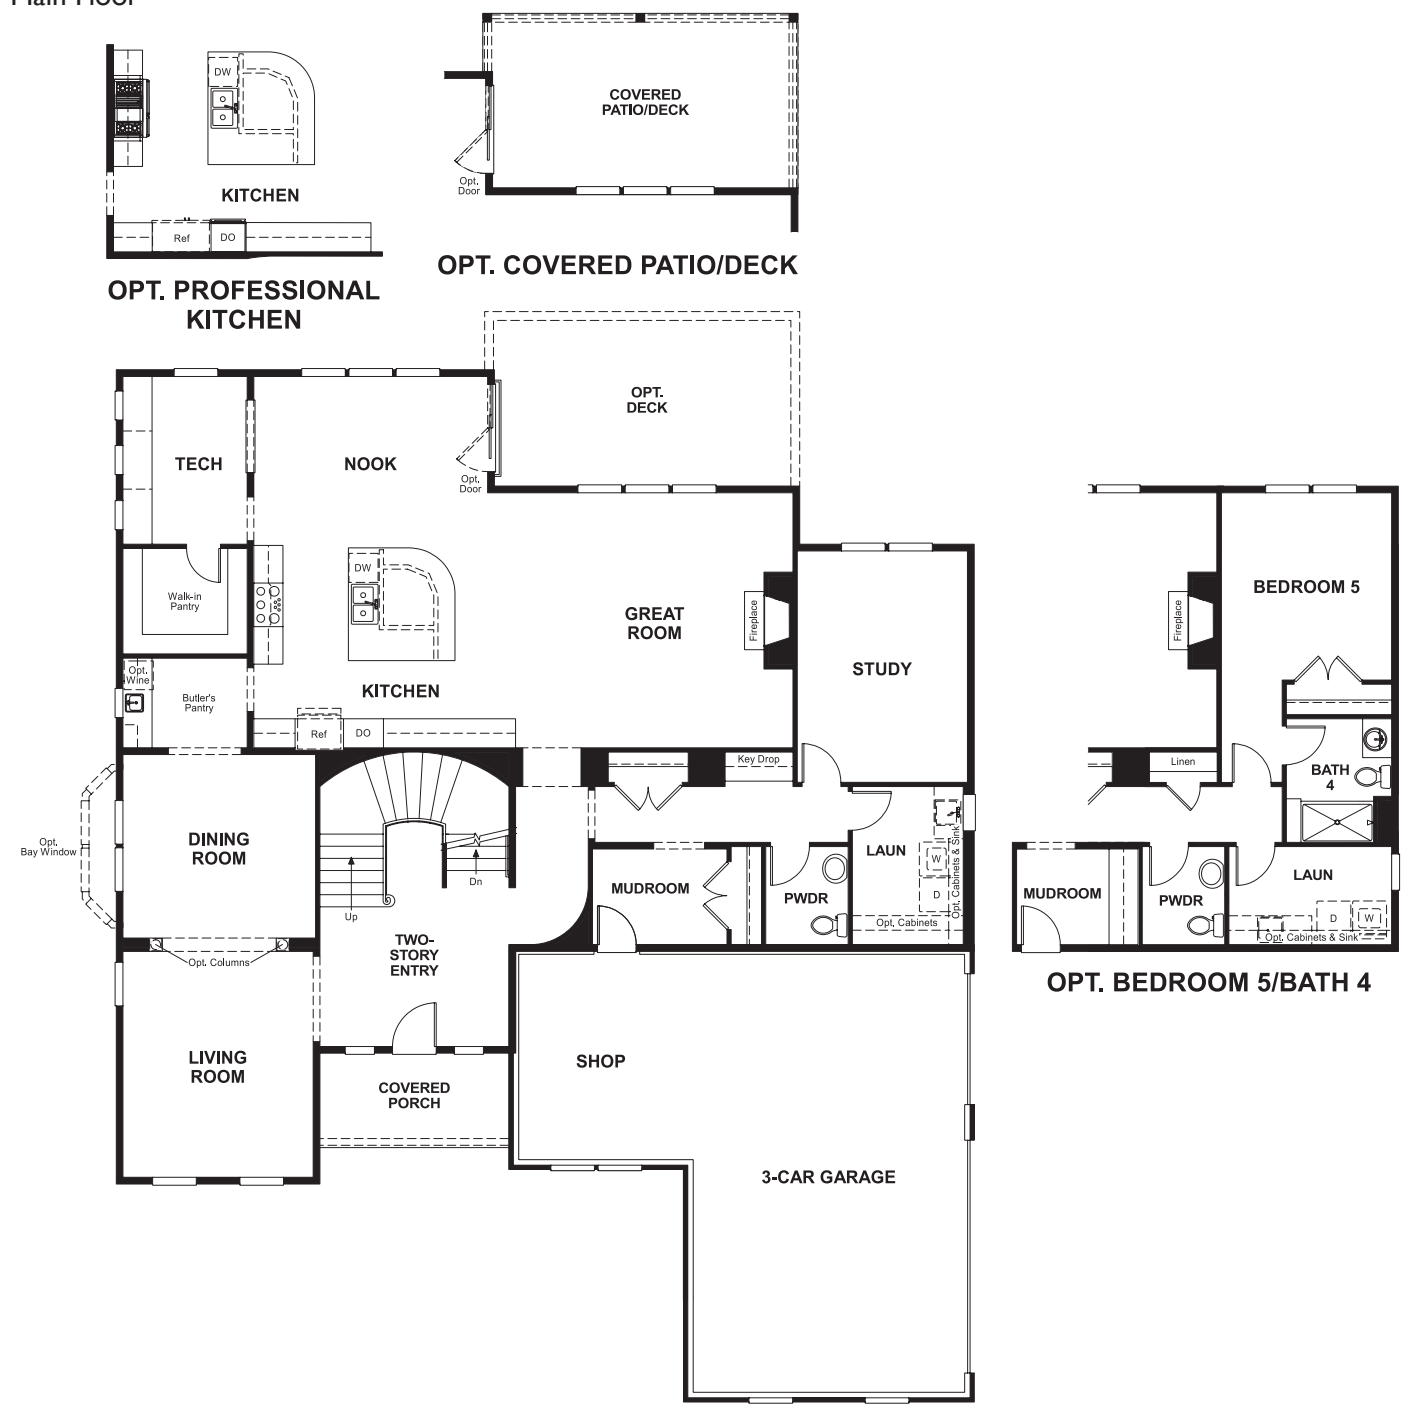 Main Floor
DW
KITCHEN
Ref
DO
OPT. PROFESSIONAL
KITCHEN
COVERED
PATIO/DECK
Opt.
Door
OPT. COVERED PATIO/DECK
OPT.
DECK
TECH
NOOK
Opt.
Door
Walk-in
Pantry
DW
GREAT
ROOM
Fireplace
STUDY
Opt.
Wine
Butler's
Pantry
KITCHEN
Ref
DO
Key Drop
Opt.
Bay Window
DINING
ROOM
Up
Dn
MUDROOM
PWDR
LAUN
W
D
Opt. Cabinets & Sink
Opt. Cabinets
Opt. Columns
TWO-
STORY
ENTRY
LIVING
ROOM
COVERED
PORCH
SHOP
3-CAR GARAGE
BEDROOM 5
Fireplace
Linen
BATH
4
MUDROOM
PWDR
LAUN
D
W
Opt. Cabinets & Sink
OPT. BEDROOM 5/BATH 4